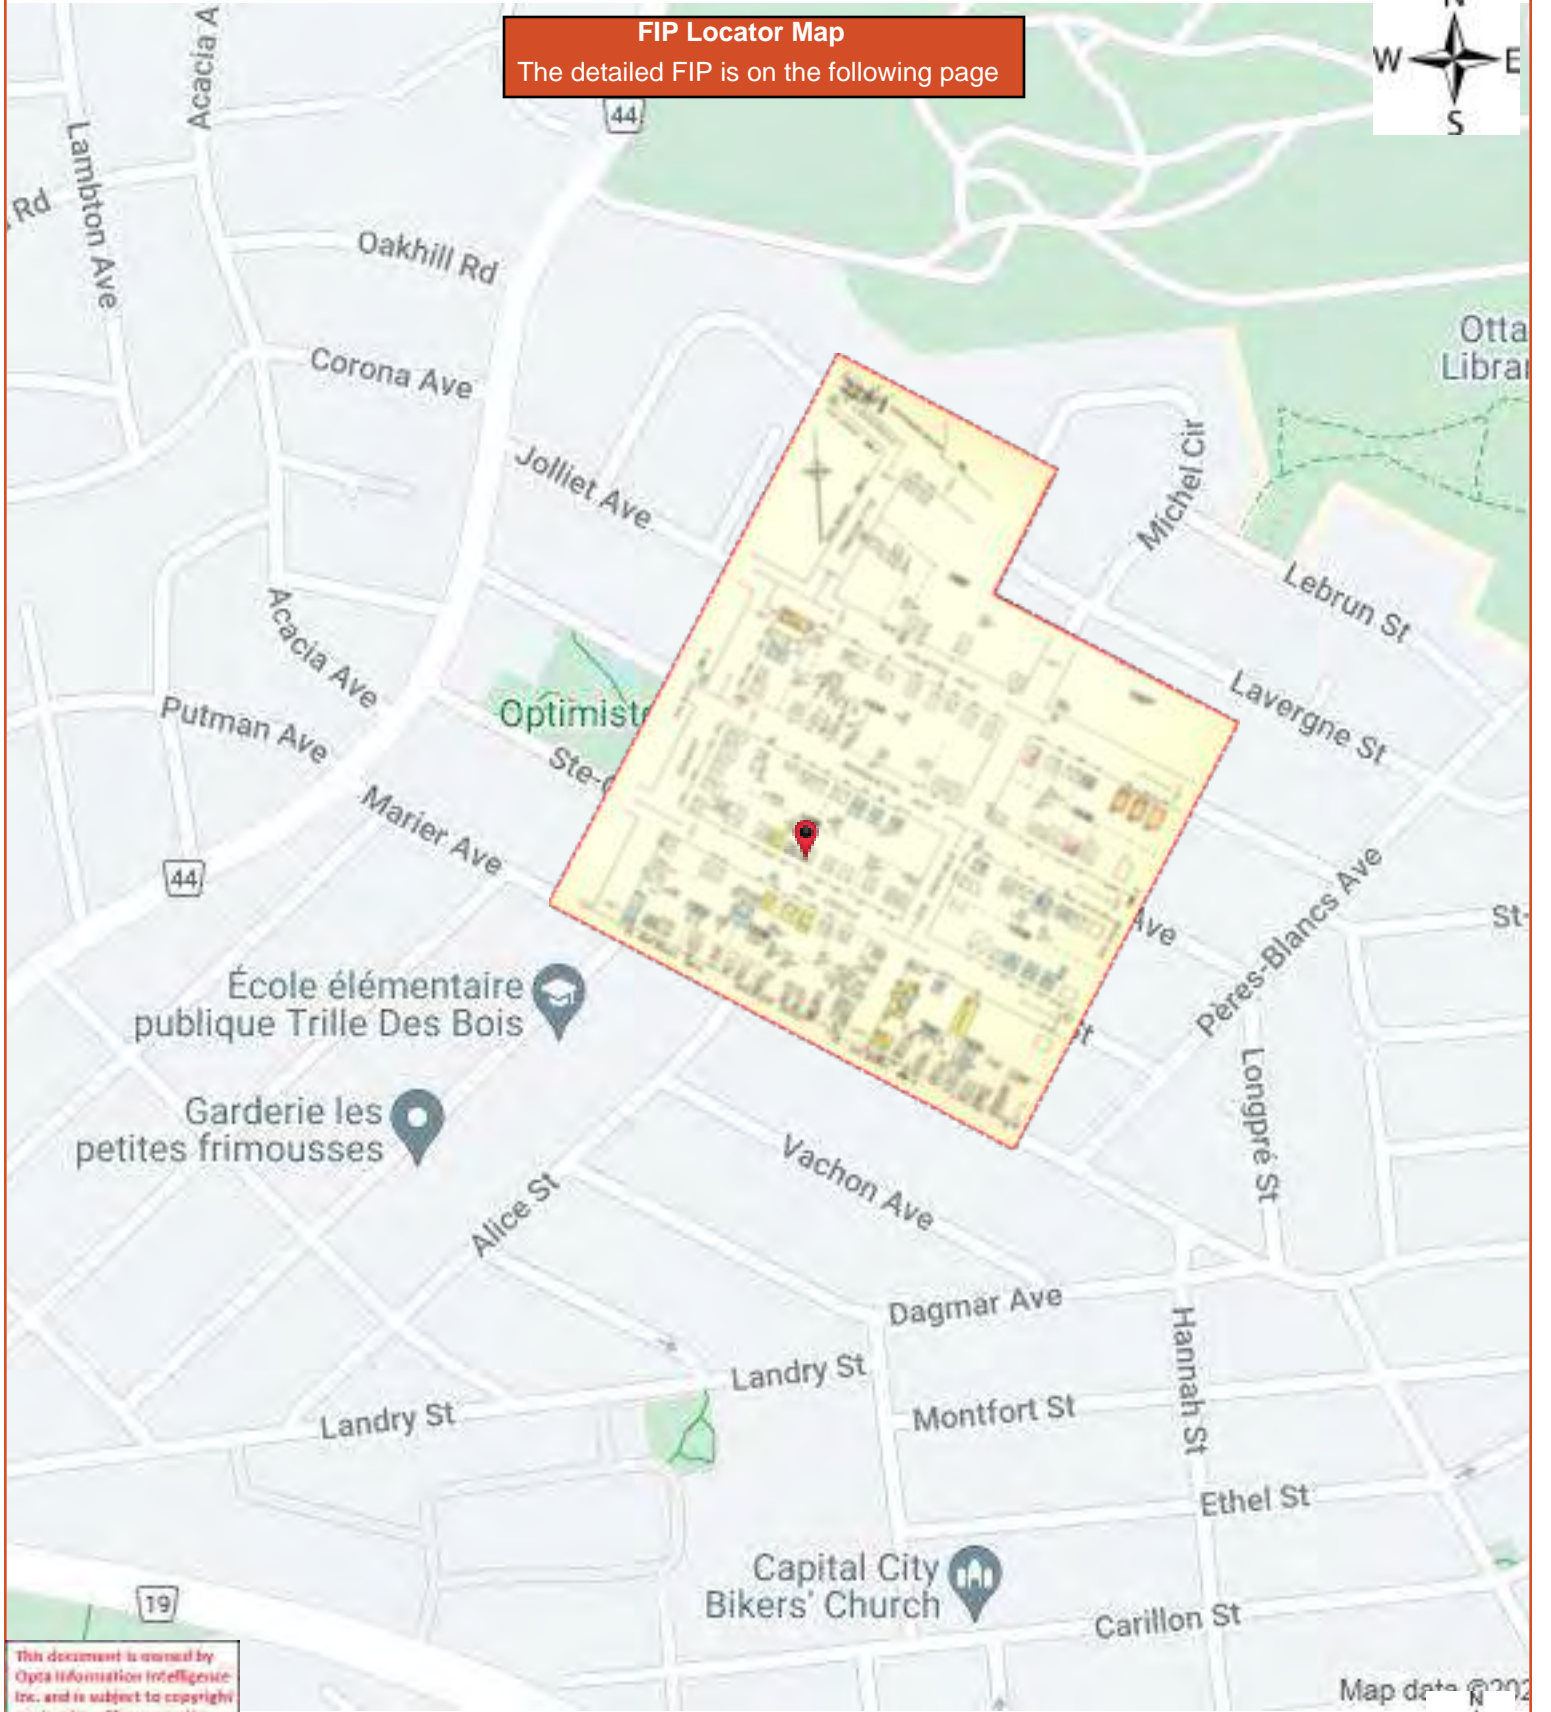 N
FIP Locator Map
The detailed FIP is on the following page
W
E
S
Acacia A
44
Lambton Ave
Rd
Oakhill Rd
Otta
Librar
Corona Ave
Michel Cir
Jolliet Ave
Lebrun St
Acacia Ave
Lavergne St
Putman Ave
Optimiste
Ste-
Marier Ave
44
Pères-Blancs Ave
Ave
St-
École élémentaire
publique Trille Des Bois
t
Longpré St
Garderie les
petites frimousses
Vachon Ave
Alice St
Dagmar Ave
Hannah St
Landry St
Landry St
Montfort St
Ethel St
Capital City
Bikers' Church
19
Carillon St
This document is owned by
Opta Information Intelligence
Inc. and is subject to copyright
Map data ©202
N